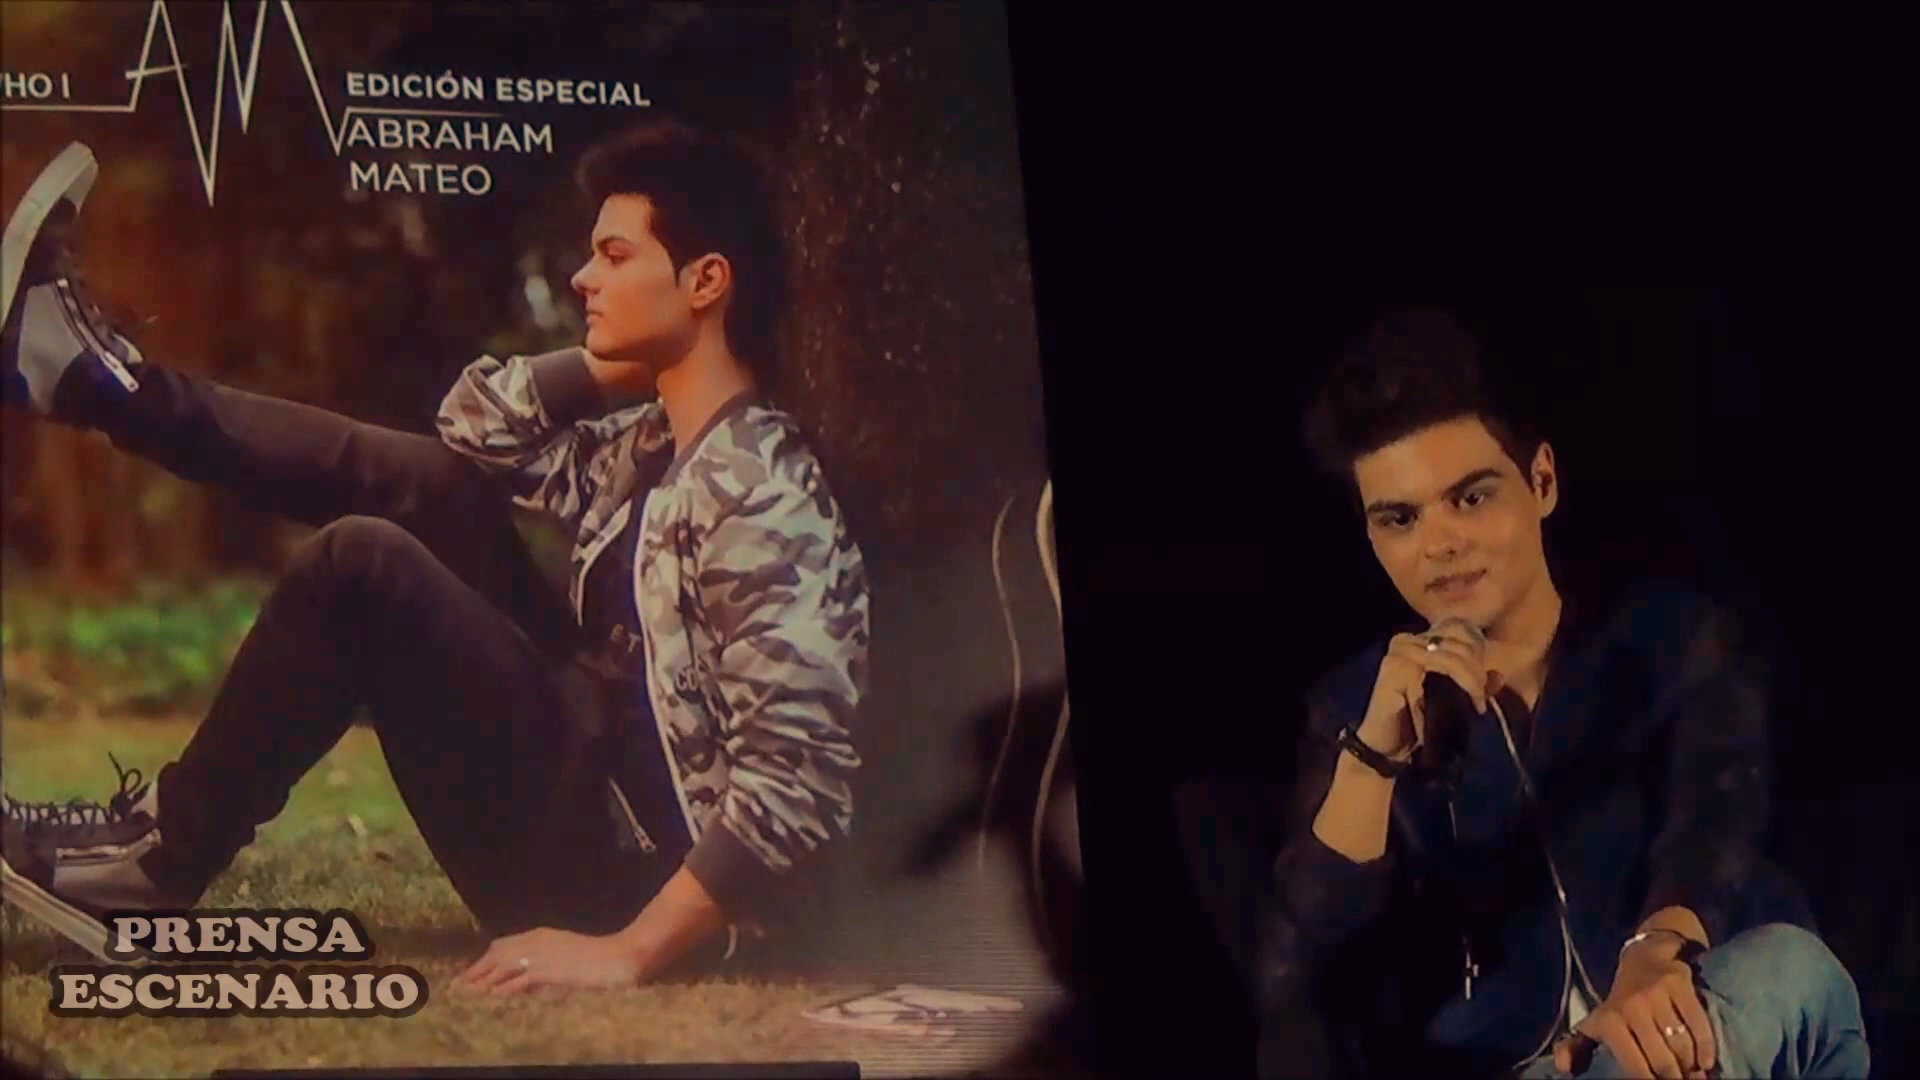 WHO I AM EDICIÓN ESPECIAL
ABRAHAM
MATEO
PRENSA
ESCENARIO